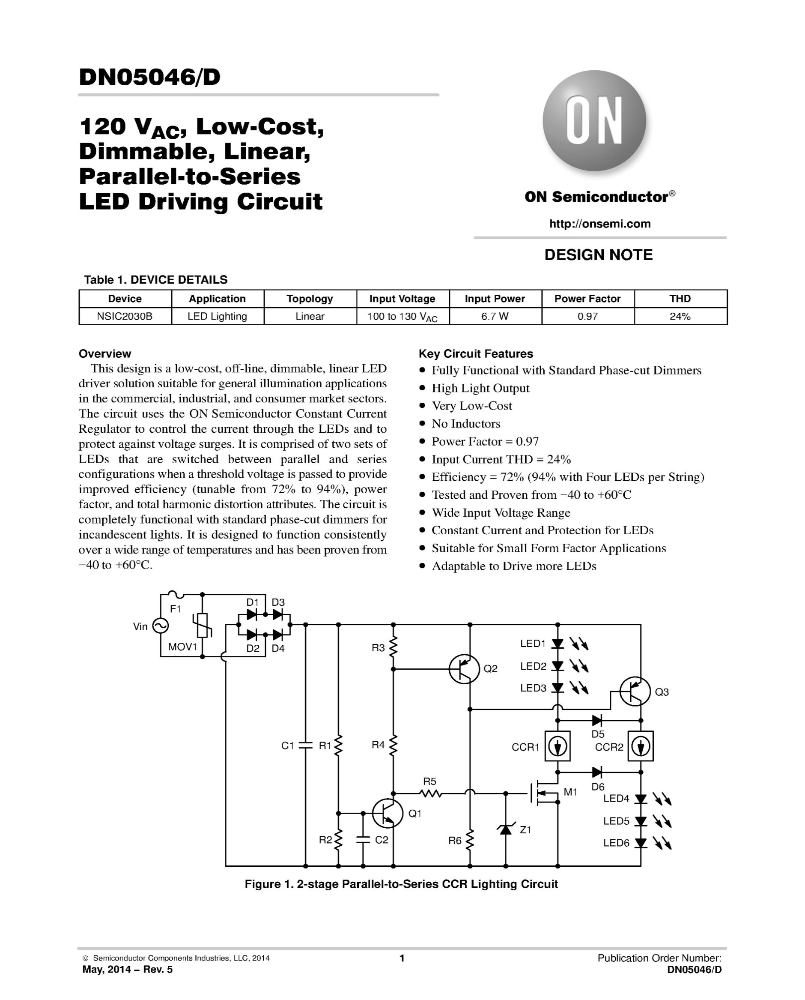 DN05046/D
120 VAC, Low-Cost,
Dimmable, Linear,
Parallel-to-Series
LED Driving Circuit
ON
ON Semiconductor®
http://onsemi.com
DESIGN NOTE
Table 1. DEVICE DETAILS
Device Application Topology Input Voltage Input Power Power Factor THD
NSIC2030B LED Lighting Linear 100 to 130 VAC 6.7 W 0.97 24%
Overview
This design is a low-cost, off-line, dimmable, linear LED
driver solution suitable for general illumination applications
in the commercial, industrial, and consumer market sectors.
The circuit uses the ON Semiconductor Constant Current
Regulator to control the current through the LEDs and to
protect against voltage surges. It is comprised of two sets of
LEDs that are switched between parallel and series
configurations when a threshold voltage is passed to provide
improved efficiency (tunable from 72% to 94%), power
factor, and total harmonic distortion attributes. The circuit is
completely functional with standard phase-cut dimmers for
incandescent lights. It is designed to function consistently
over a wide range of temperatures and has been proven from
−40 to +60°C.
Key Circuit Features
• Fully Functional with Standard Phase-cut Dimmers
• High Light Output
• Very Low-Cost
• No Inductors
• Power Factor = 0.97
• Input Current THD = 24%
• Efficiency = 72% (94% with Four LEDs per String)
• Tested and Proven from −40 to +60°C
• Wide Input Voltage Range
• Constant Current and Protection for LEDs
• Suitable for Small Form Factor Applications
• Adaptable to Drive more LEDs
D1 D3
F1
Vin
MOV1
D2 D4
R3
LED1
Q2
LED2
LED3
Q3
D5
C1
R1
R4
CCR1
CCR2
R5
D6
M1
LED4
Q1
LED5
Z1
R2
C2
R6
LED6
Figure 1. 2-stage Parallel-to-Series CCR Lighting Circuit
© Semiconductor Components Industries, LLC, 2014
May, 2014 − Rev. 5
1
Publication Order Number:
DN05046/D